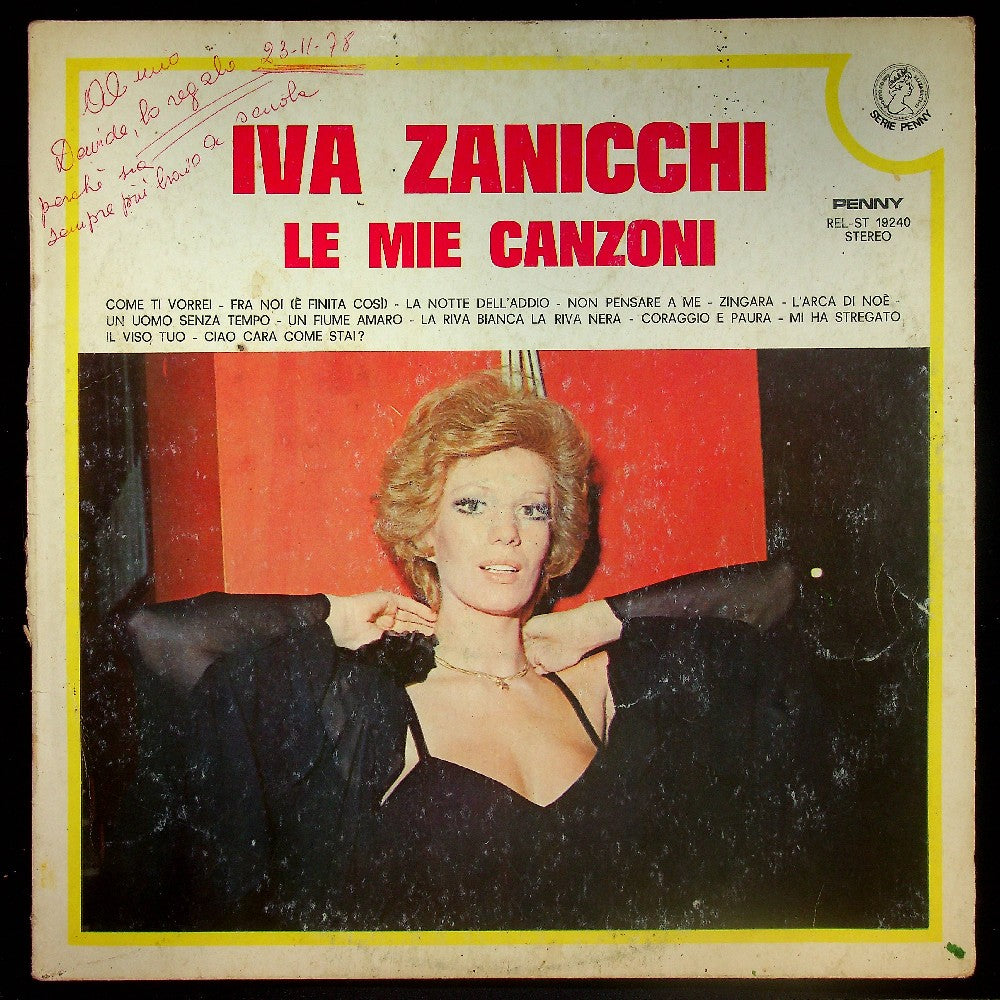 Al mio
Davide, lo regalo 23-11-78
perchè sia
sempre più bravo a scuola
SERIE PENNY
IVA ZANICCHI
LE MIE CANZONI
PENNY
REL-ST 19240
STEREO
COME TI VORREI - FRA NOI (È FINITA COSÌ) - LA NOTTE DELL'ADDIO - NON PENSARE A ME - ZINGARA - L'ARCA DI NOÈ -
UN UOMO SENZA TEMPO - UN FIUME AMARO - LA RIVA BIANCA LA RIVA NERA - CORAGGIO E PAURA - MI HA STREGATO
IL VISO TUO - CIAO CARA COME STAI?